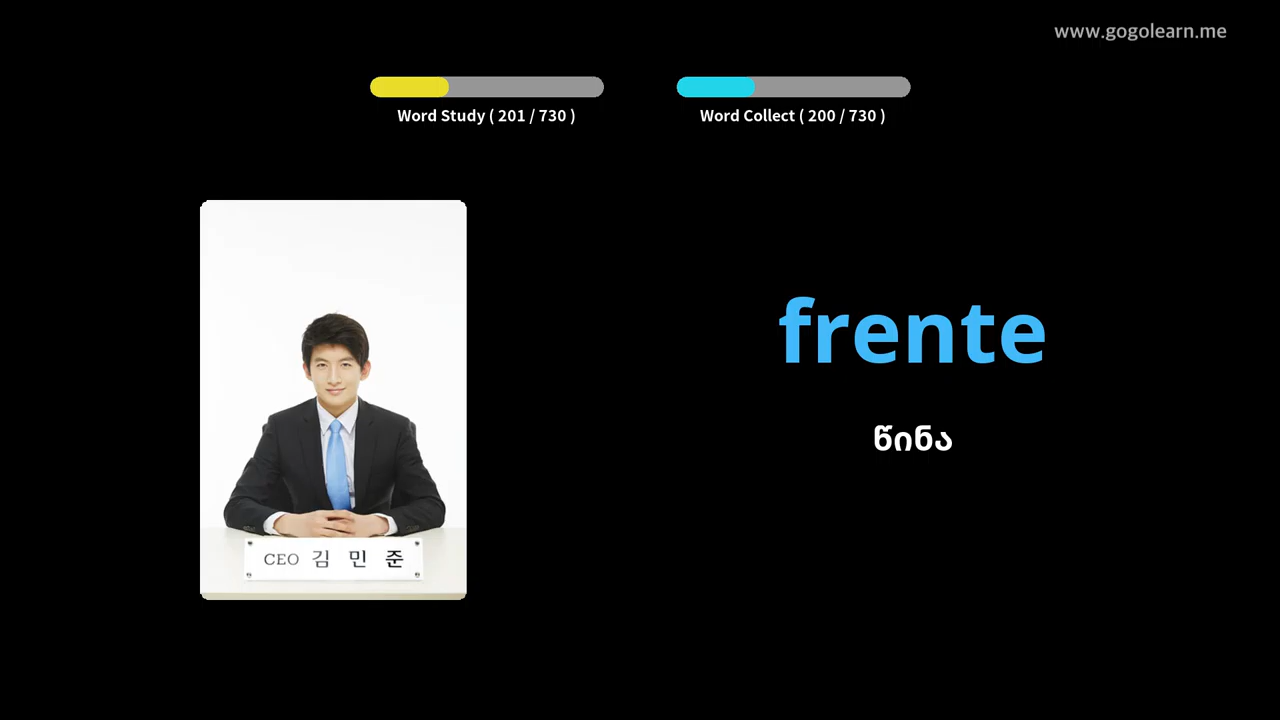 www.gogolearn.me
Word Study ( 201 / 730 )
Word Collect ( 200 / 730 )
frente
წინა
CEO 김 민 준